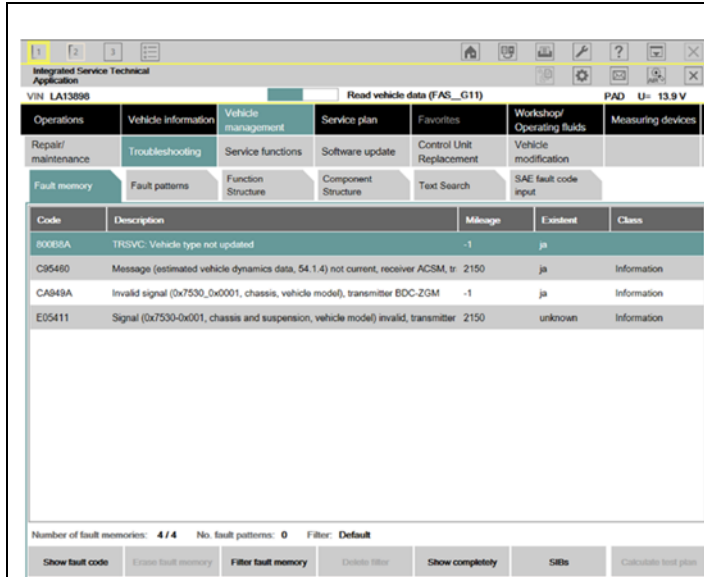 1 2 3
Integrated Service Technical
Application
VIN LA13898 Read vehicle data (FAS__G11) PAD U= 13.9 V
Operations Vehicle information Vehicle management Service plan Favorites Workshop/ Operating fluids Measuring devices
Repair/ maintenance Troubleshooting Service functions Software update Control Unit Replacement Vehicle modification
Fault memory Fault patterns Function Structure Component Structure Text Search SAE fault code input
Code Description Mileage Existent Class
800B8A TRSVC: Vehicle type not updated -1 ja
C95460 Message (estimated vehicle dynamics data, 54.1.4) not current, receiver ACSM, tr: 2150 ja Information
CA949A Invalid signal (0x7530_0x0001, chassis, vehicle model), transmitter BDC-ZGM -1 ja Information
E05411 Signal (0x7530-0x001, chassis and suspension, vehicle model) invalid, transmitter 2150 unknown Information
Number of fault memories: 4 / 4 No. fault patterns: 0 Filter: Default
Show fault code Erase fault memory Filter fault memory Delete filter Show completely SIBs Calculate test plan